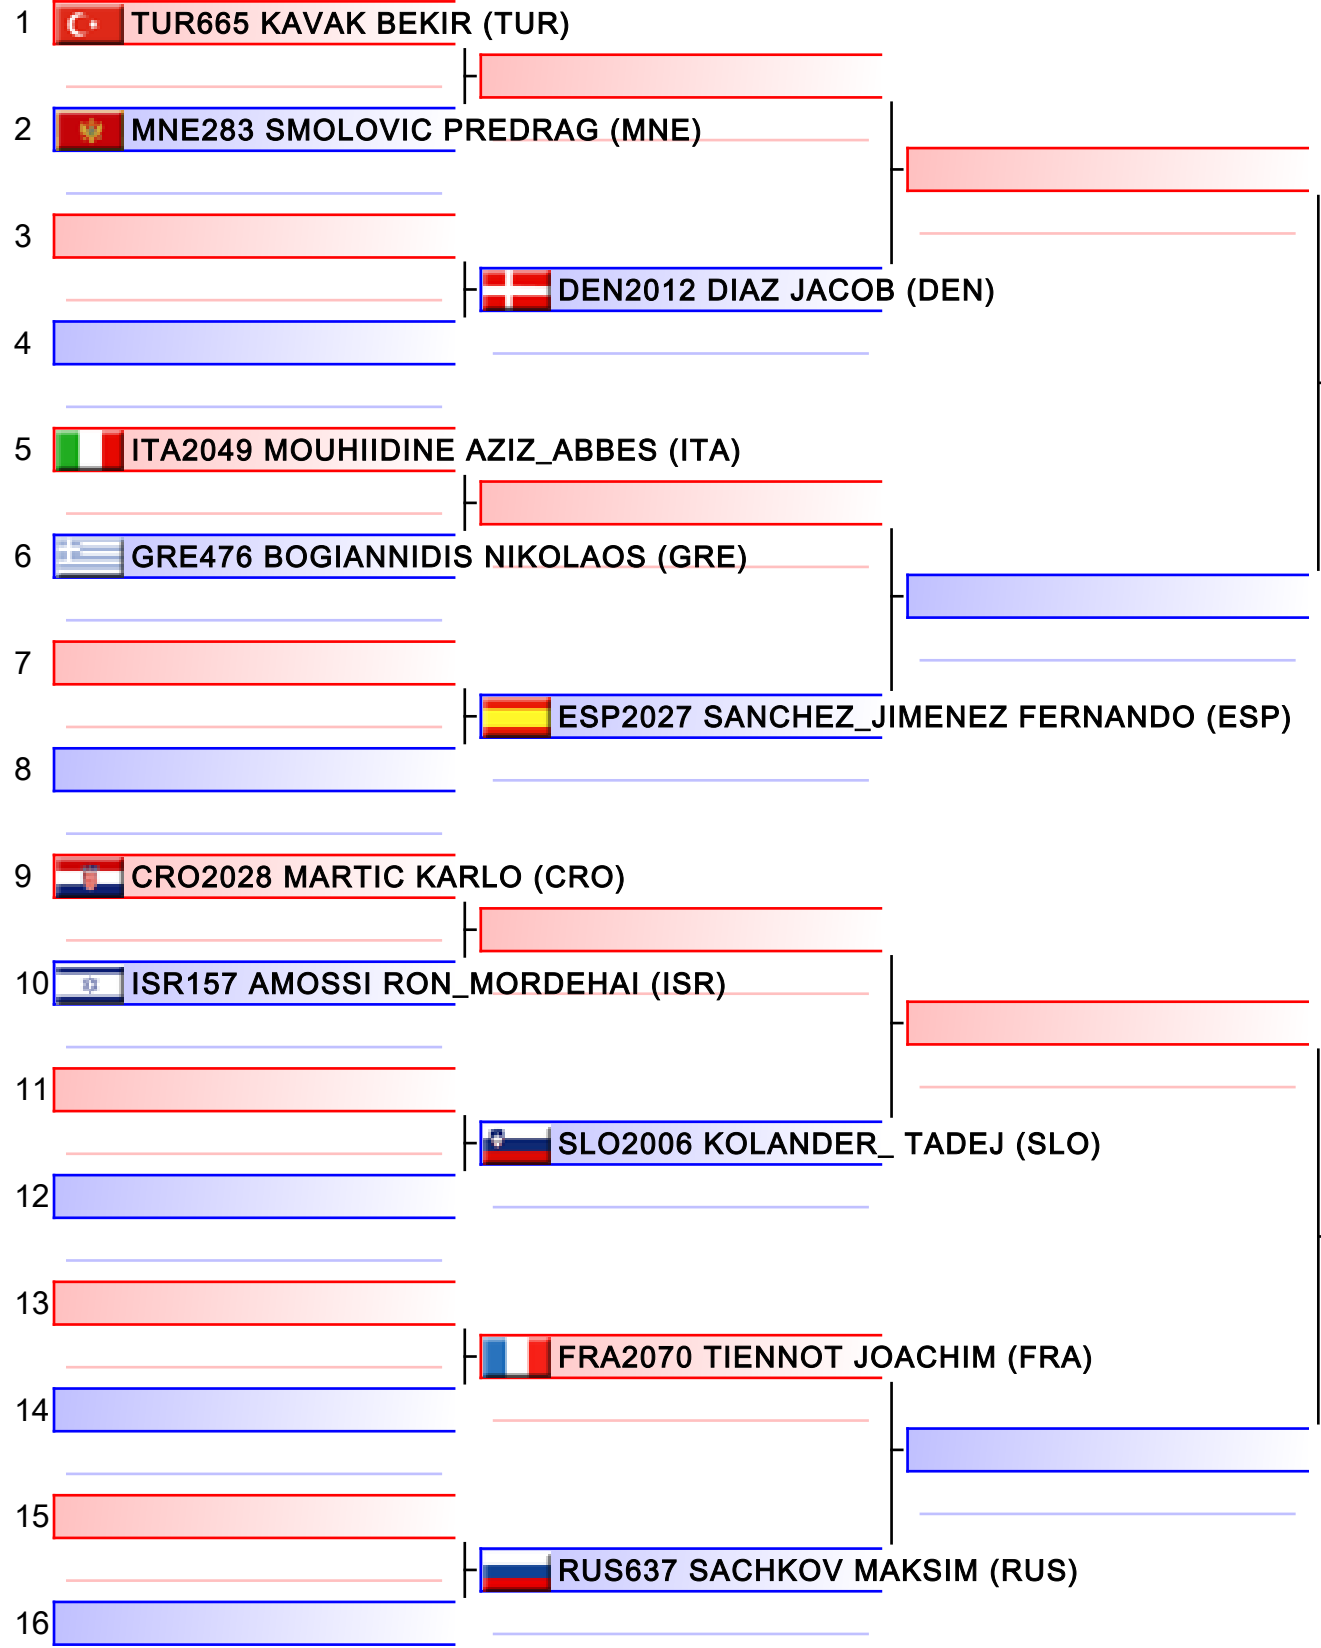 1 TUR665 KAVAK BEKIR (TUR)
2 MNE283 SMOLOVIC PREDRAG (MNE)
3
DEN2012 DIAZ JACOB (DEN)
4
5 ITA2049 MOUHIIDINE AZIZ_ABBES (ITA)
6 GRE476 BOGIANNIDIS NIKOLAOS (GRE)
7
ESP2027 SANCHEZ_JIMENEZ FERNANDO (ESP)
8
9 CRO2028 MARTIC KARLO (CRO)
10 ISR157 AMOSSI RON_MORDEHAI (ISR)
11
SLO2006 KOLANDER_ TADEJ (SLO)
12
13
FRA2070 TIENNOT JOACHIM (FRA)
14
15
RUS637 SACHKOV MAKSIM (RUS)
16